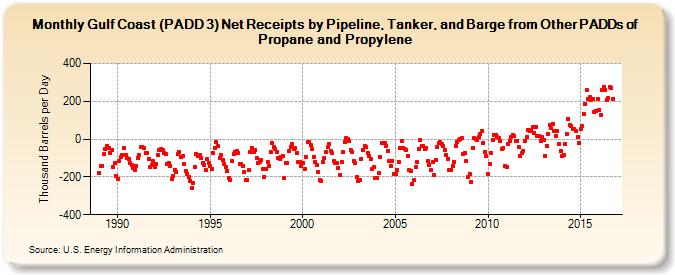 Monthly Gulf Coast (PADD 3) Net Receipts by Pipeline, Tanker, and Barge from Other PADDs of
Propane and Propylene
Thousand Barrels per Day
400
200
0
-200
-400
1990
1995
2000
2005
2010
2015
Source: U.S. Energy Information Administration